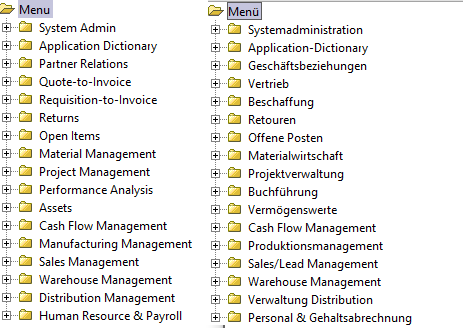 Menu
System Admin
Application Dictionary
Partner Relations
Quote-to-Invoice
Requisition-to-Invoice
Returns
Open Items
Material Management
Project Management
Performance Analysis
Assets
Cash Flow Management
Manufacturing Management
Sales Management
Warehouse Management
Distribution Management
Human Resource & Payroll
Menü
Systemadministration
Application-Dictionary
Geschäftsbeziehungen
Vertrieb
Beschaffung
Retouren
Offene Posten
Materialwirtschaft
Projektverwaltung
Buchführung
Vermögenswerte
Cash Flow Management
Produktionsmanagement
Sales/Lead Management
Warehouse Management
Verwaltung Distribution
Personal & Gehaltsabrechnung